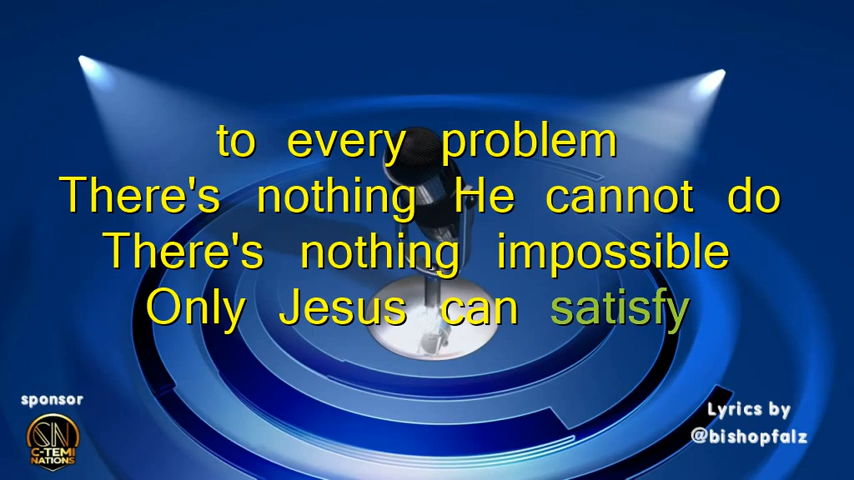 to every problem
There's nothing He cannot do
There's nothing impossible
Only Jesus can satisfy
sponsor
C-TEMI
NATIONS
Lyrics by
@bishopfalz